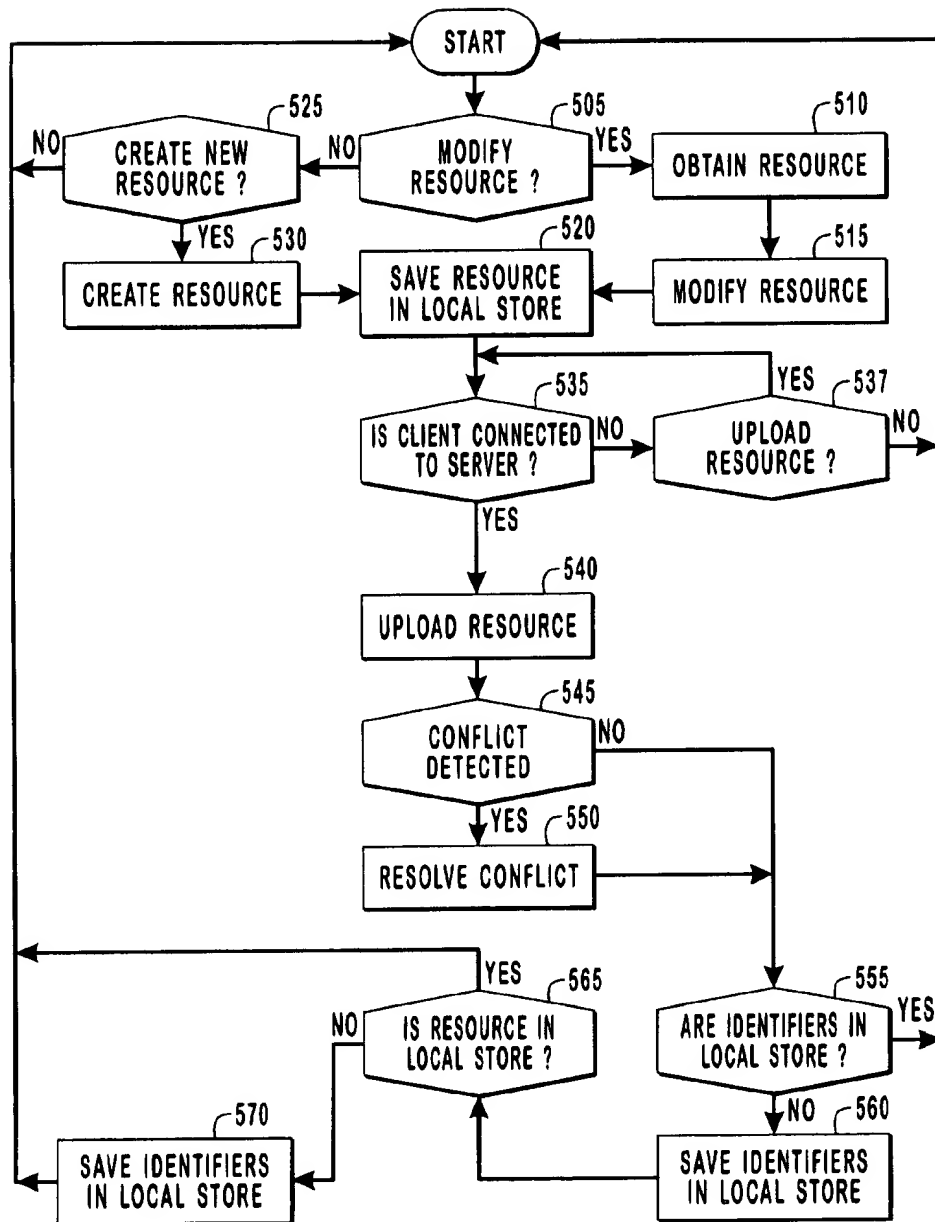 START
525
505
510
NO
CREATE NEW
RESOURCE ?
NO
MODIFY
RESOURCE ?
YES
OBTAIN RESOURCE
YES
530
520
515
CREATE RESOURCE
SAVE RESOURCE
IN LOCAL STORE
MODIFY RESOURCE
YES
535
537
IS CLIENT CONNECTED
TO SERVER ?
NO
UPLOAD
RESOURCE ?
NO
YES
540
UPLOAD RESOURCE
545
CONFLICT
DETECTED
NO
YES
550
RESOLVE CONFLICT
YES
565
555
NO
IS RESOURCE IN
LOCAL STORE ?
ARE IDENTIFIERS IN
LOCAL STORE ?
YES
NO
570
560
SAVE IDENTIFIERS
IN LOCAL STORE
SAVE IDENTIFIERS
IN LOCAL STORE